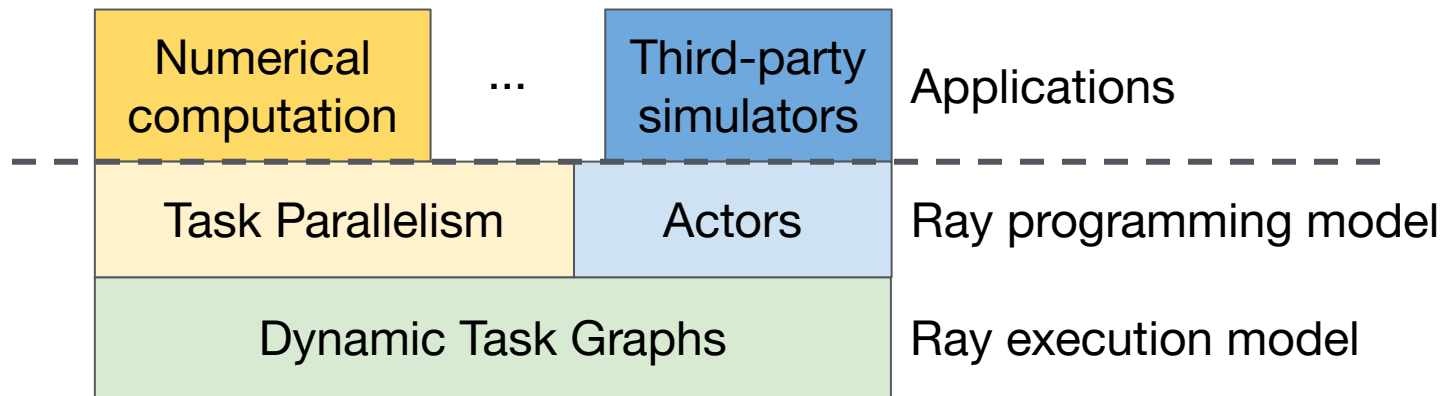 Numerical
computation
...
Third-party
simulators
Applications
Task Parallelism
Actors
Ray programming model
Dynamic Task Graphs
Ray execution model